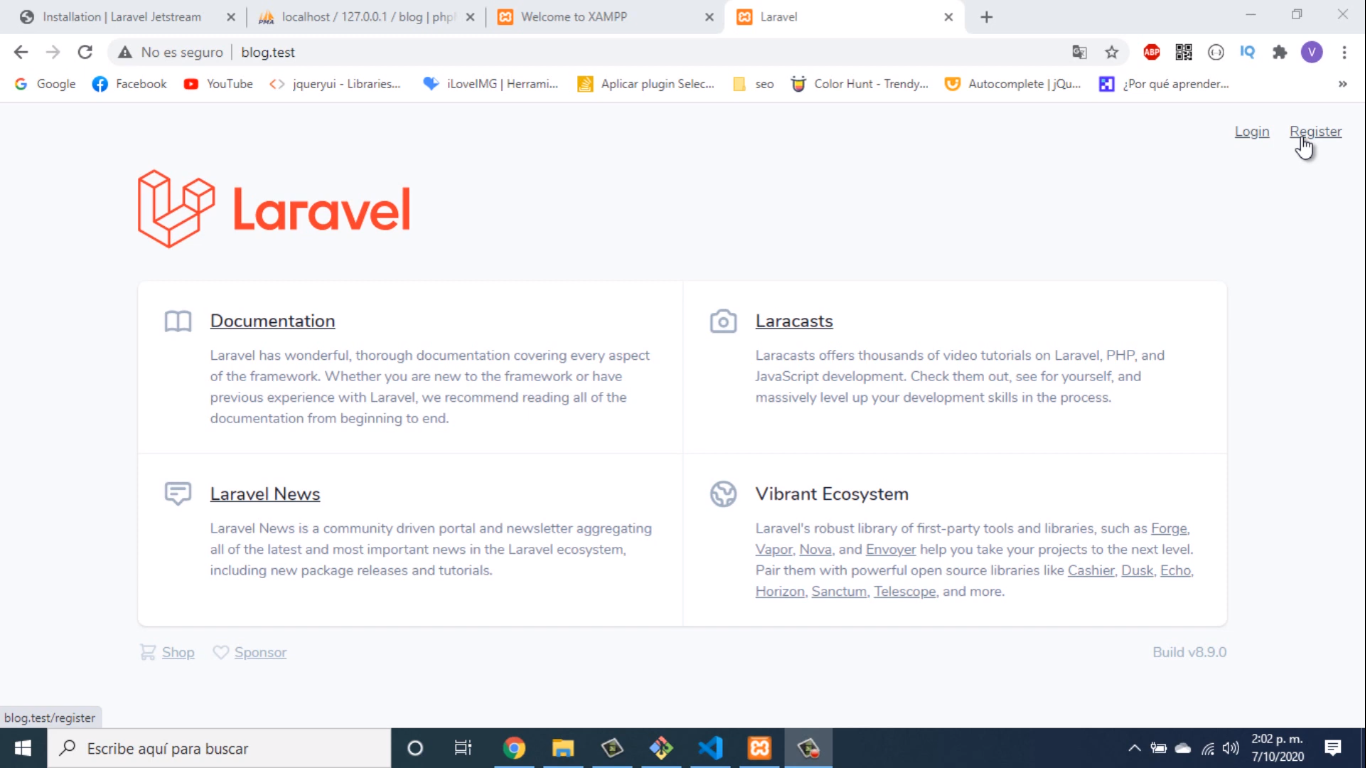 Installation | Laravel Jetstream
localhost / 127.0.0.1 / blog | php
Welcome to XAMPP
Laravel
No es seguro
blog.test
ABP
IQ
V
Google
Facebook
YouTube
jqueryui - Libraries...
iLoveIMG | Herrami...
Aplicar plugin Selec...
seo
Color Hunt - Trendy...
Autocomplete | jQu...
¿Por qué aprender...
»
Login
Register
Laravel
Documentation
Laravel has wonderful, thorough documentation covering every aspect
of the framework. Whether you are new to the framework or have
previous experience with Laravel, we recommend reading all of the
documentation from beginning to end.
Laracasts
Laracasts offers thousands of video tutorials on Laravel, PHP, and
JavaScript development. Check them out, see for yourself, and
massively level up your development skills in the process.
Laravel News
Laravel News is a community driven portal and newsletter aggregating
all of the latest and most important news in the Laravel ecosystem,
including new package releases and tutorials.
Vibrant Ecosystem
Laravel's robust library of first-party tools and libraries, such as Forge,
Vapor, Nova, and Envoyer help you take your projects to the next level.
Pair them with powerful open source libraries like Cashier, Dusk, Echo,
Horizon, Sanctum, Telescope, and more.
Shop
Sponsor
Build v8.9.0
blog.test/register
Escribe aquí para buscar
2:02 p. m.
7/10/2020